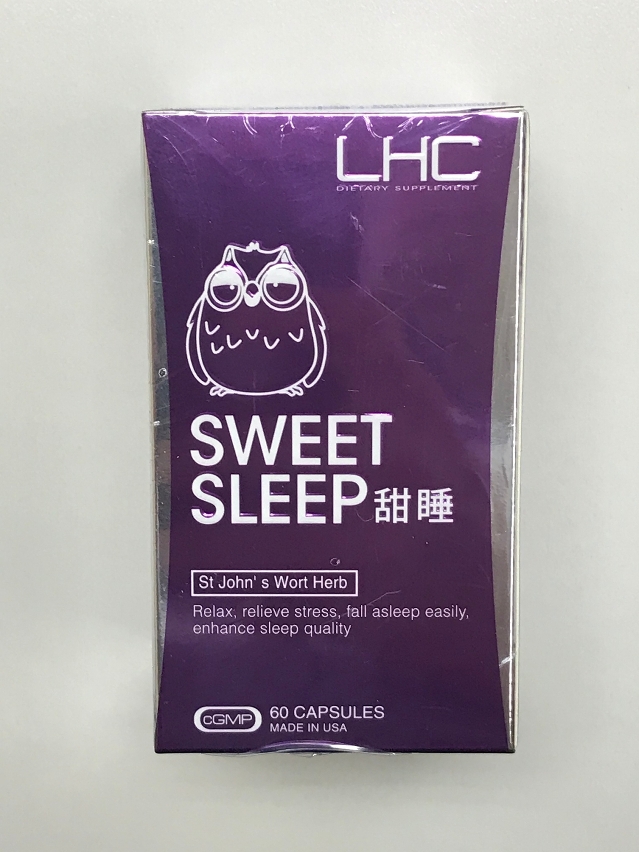 LHC
DIETARY SUPPLEMENT
SWEET
SLEEP甜睡
St John' s Wort Herb
Relax, relieve stress, fall asleep easily,
enhance sleep quality
cGMP 60 CAPSULES
MADE IN USA